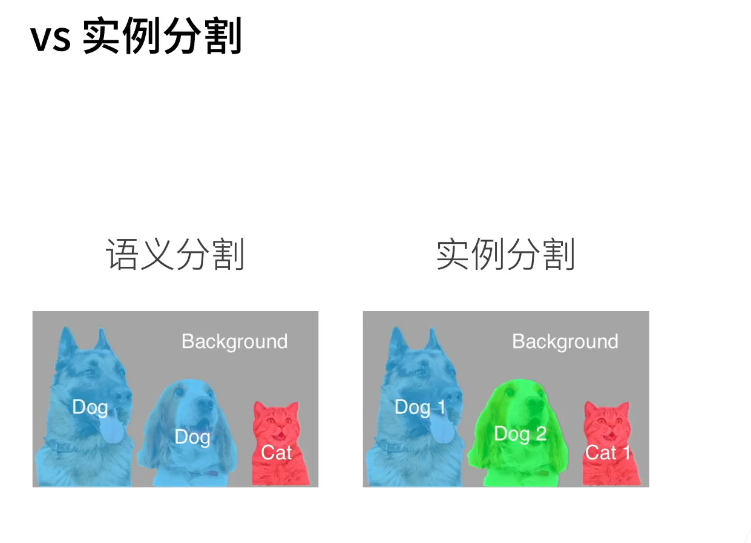 vs 实例分割
语义分割
实例分割
Background
Dog
Dog
Cat
Background
Dog 1
Dog 2
Cat 1